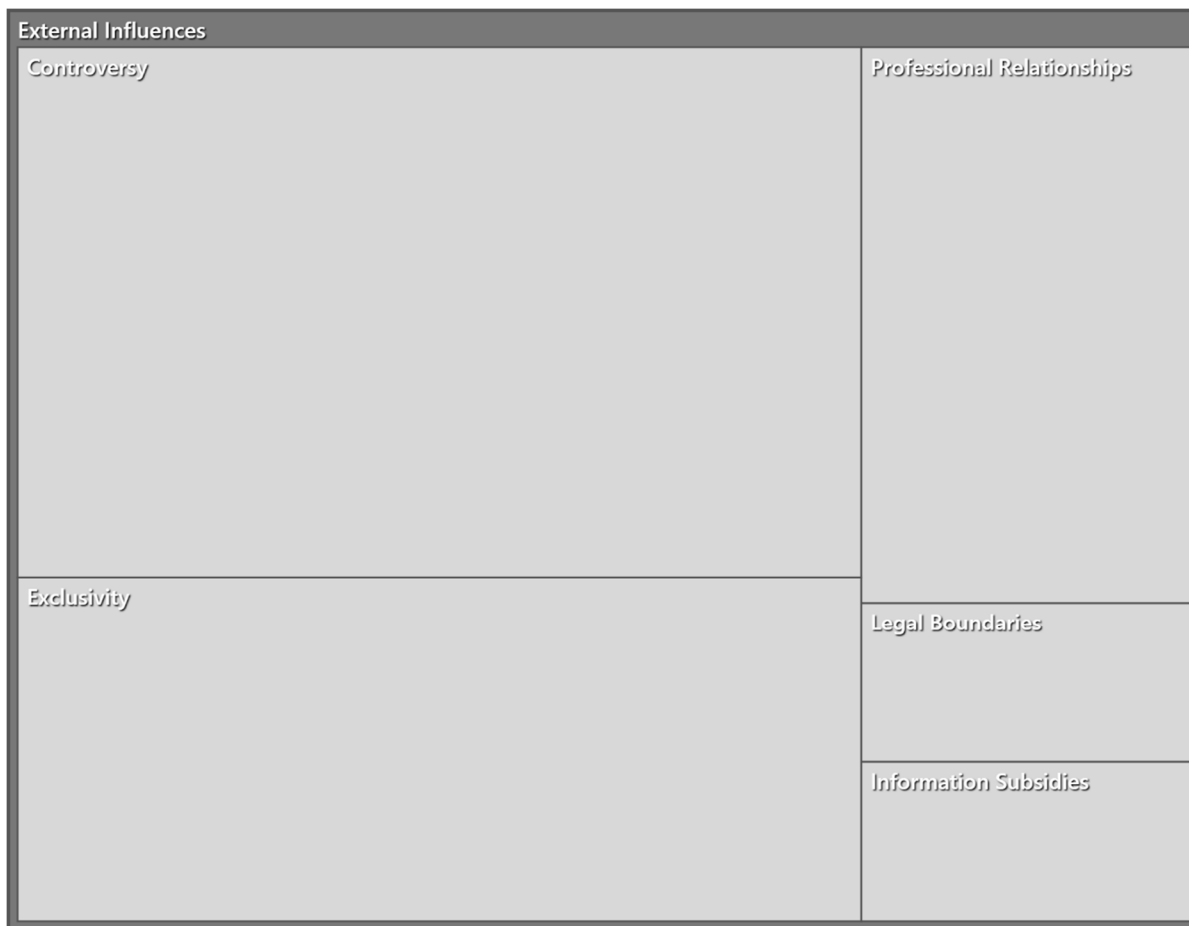 External Influences
Controversy
Professional Relationships
Exclusivity
Legal Boundaries
Information Subsidies